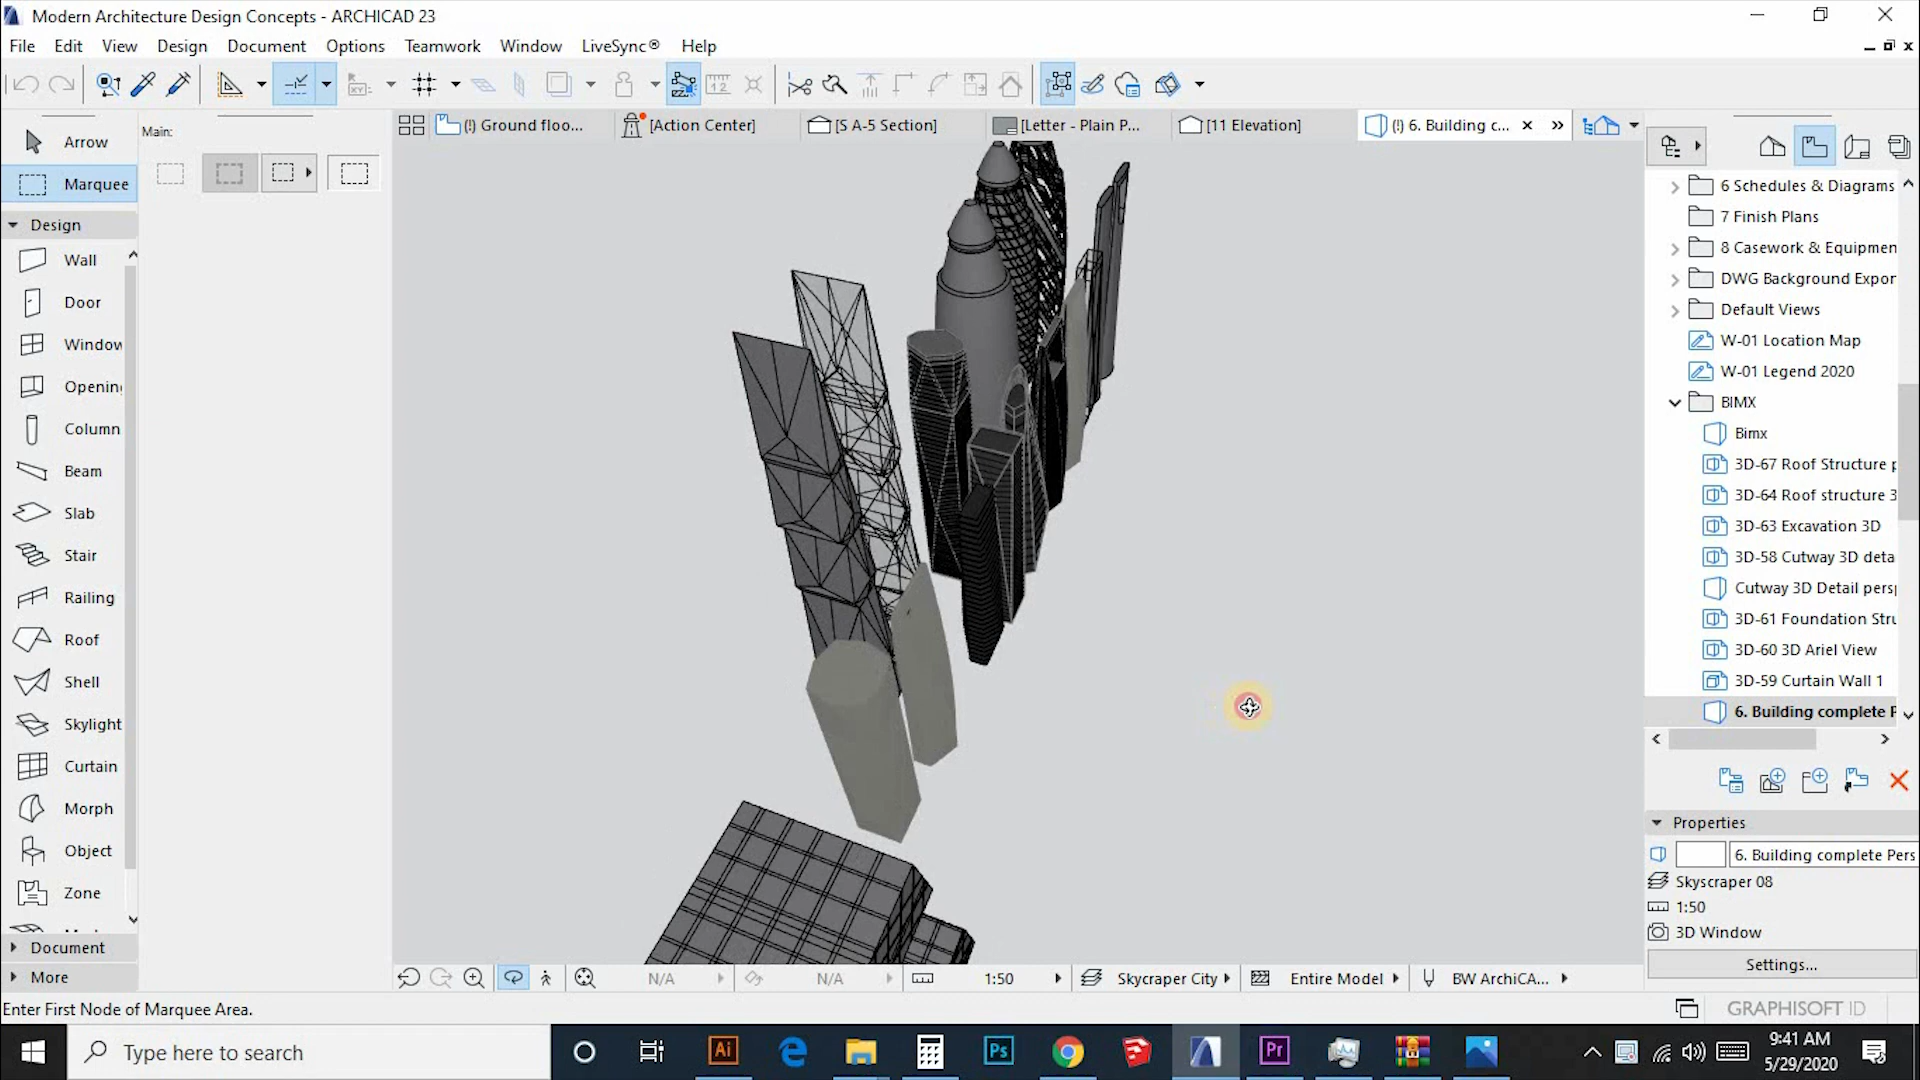 Modern Architecture Design Concepts - ARCHICAD 23
File Edit View Design Document Options Teamwork Window LiveSync® Help
(!) Ground floo... [Action Center] [S A-5 Section] [Letter - Plain P... [11 Elevation] (!) 6. Building c...
Arrow
Marquee
Main:
Design
Wall
Door
Window
Opening
Column
Beam
Slab
Stair
Railing
Roof
Shell
Skylight
Curtain
Morph
Object
Zone
Document
More
6 Schedules & Diagrams
7 Finish Plans
8 Casework & Equipmen
DWG Background Expor
Default Views
W-01 Location Map
W-01 Legend 2020
BIMX
Bimx
3D-67 Roof Structure p
3D-64 Roof structure 3
3D-63 Excavation 3D
3D-58 Cutway 3D deta
Cutway 3D Detail persp
3D-61 Foundation Stru
3D-60 3D Ariel View
3D-59 Curtain Wall 1
6. Building complete P
Properties
6. Building complete Pers
Skyscraper 08
1:50
3D Window
Settings...
N/A N/A 1:50 Skycraper City Entire Model BW ArchiCA...
Enter First Node of Marquee Area.
GRAPHISOFT ID
Type here to search
Ai
Ps
Pr
9:41 AM
5/29/2020